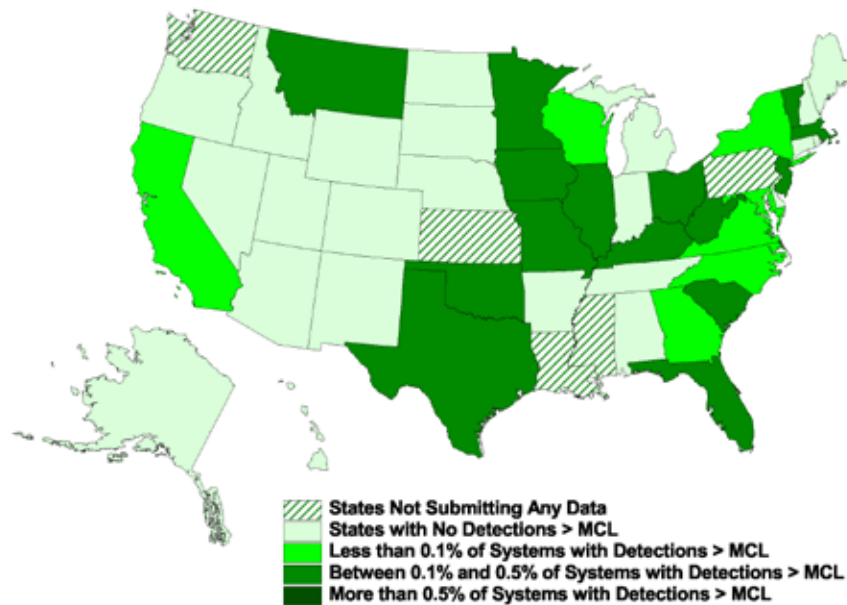 States Not Submitting Any Data
States with No Detections > MCL
Less than 0.1% of Systems with Detections > MCL
Between 0.1% and 0.5% of Systems with Detections > MCL
More than 0.5% of Systems with Detections > MCL